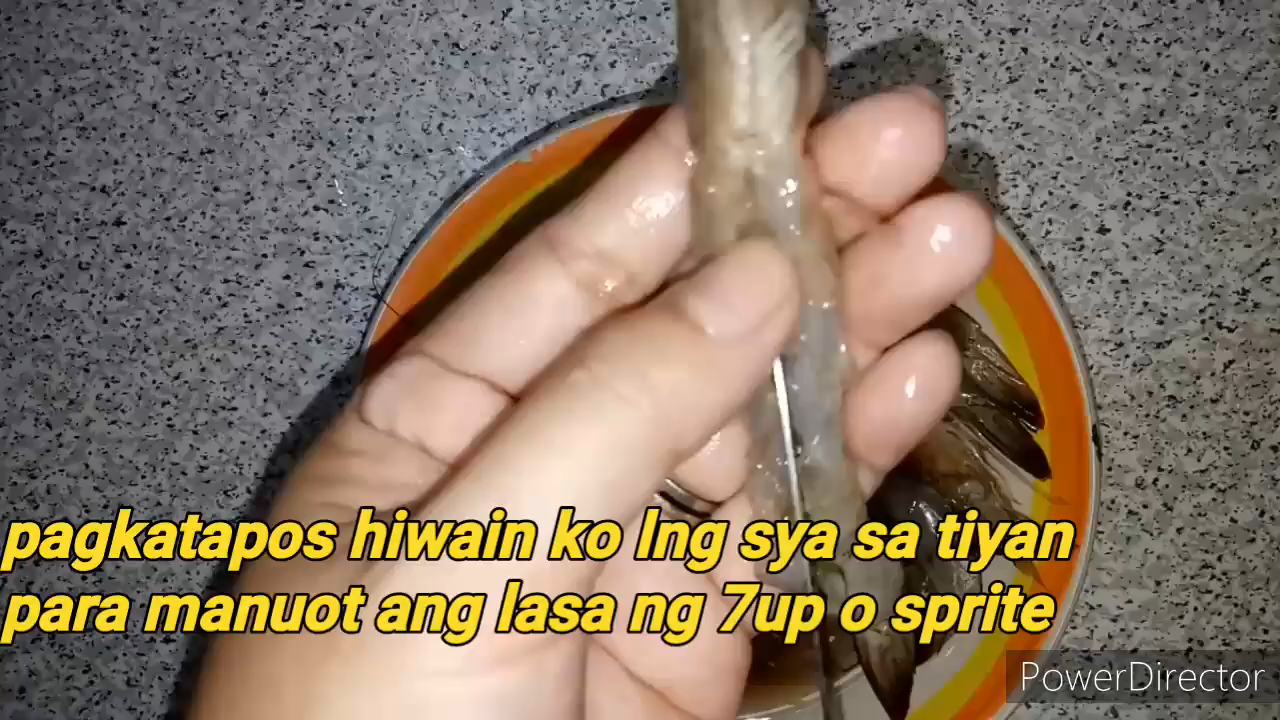 pagkatapos hiwain ko lng sya sa tiyan
para manuot ang lasa ng 7up o sprite
PowerDirector